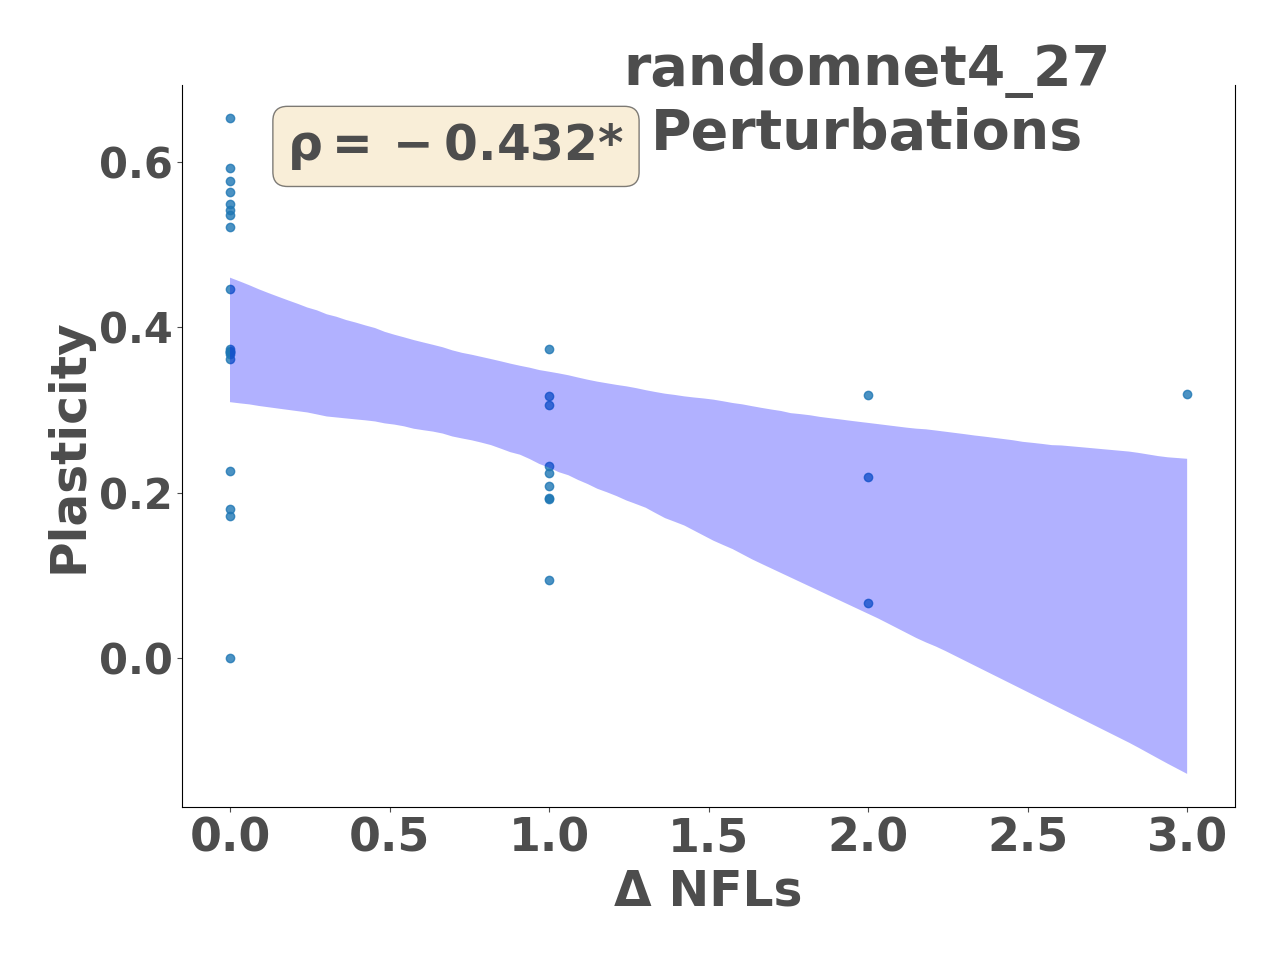 randomnet4_27
Perturbations
ρ = − 0.432*
Plasticity
0.6
0.4
0.2
0.0
0.0 0.5 1.0 1.5 2.0 2.5 3.0
Δ NFLs